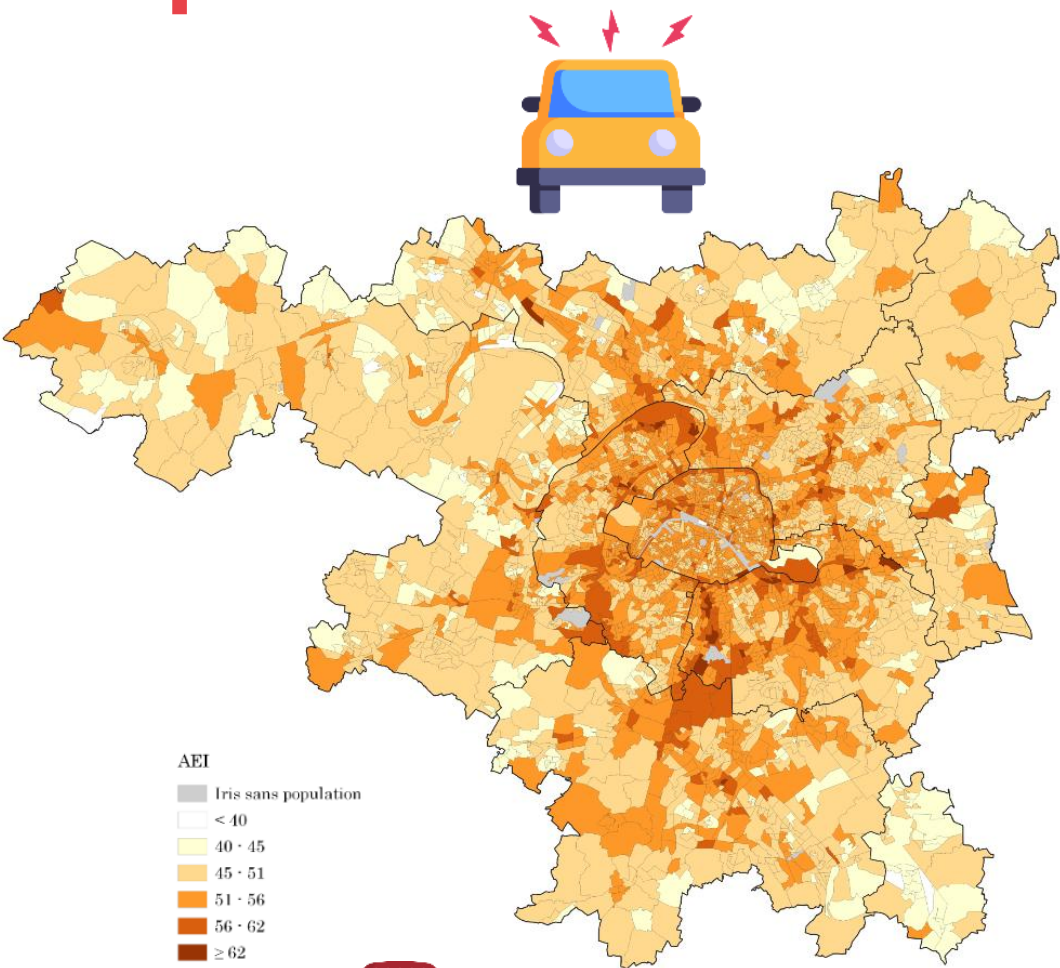 AEI
Iris sans population
< 40
40 - 45
45 - 51
51 - 56
56 - 62
≥ 62